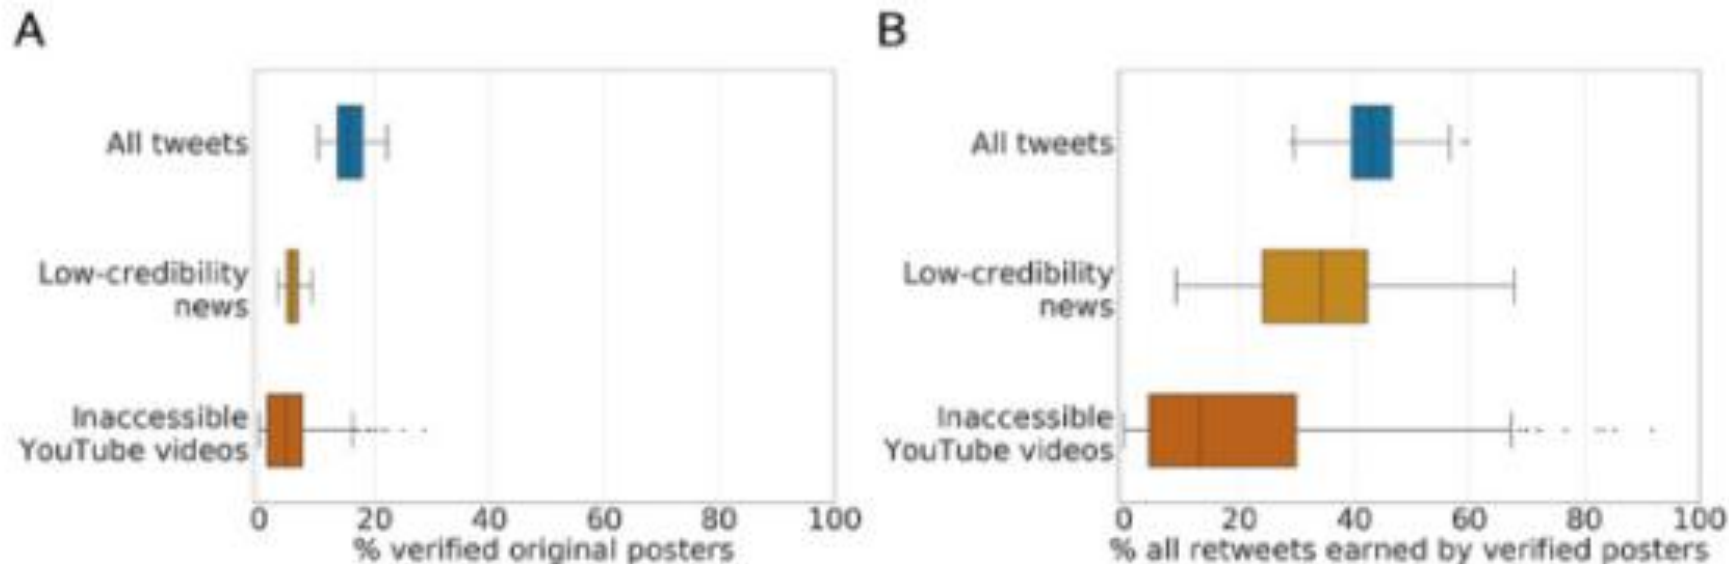 A
All tweets
Low-credibility
news
Inaccessible
YouTube videos
0 20 40 60 80 100
% verified original posters
B
All tweets
Low-credibility
news
Inaccessible
YouTube videos
0 20 40 60 80 100
% all retweets earned by verified posters